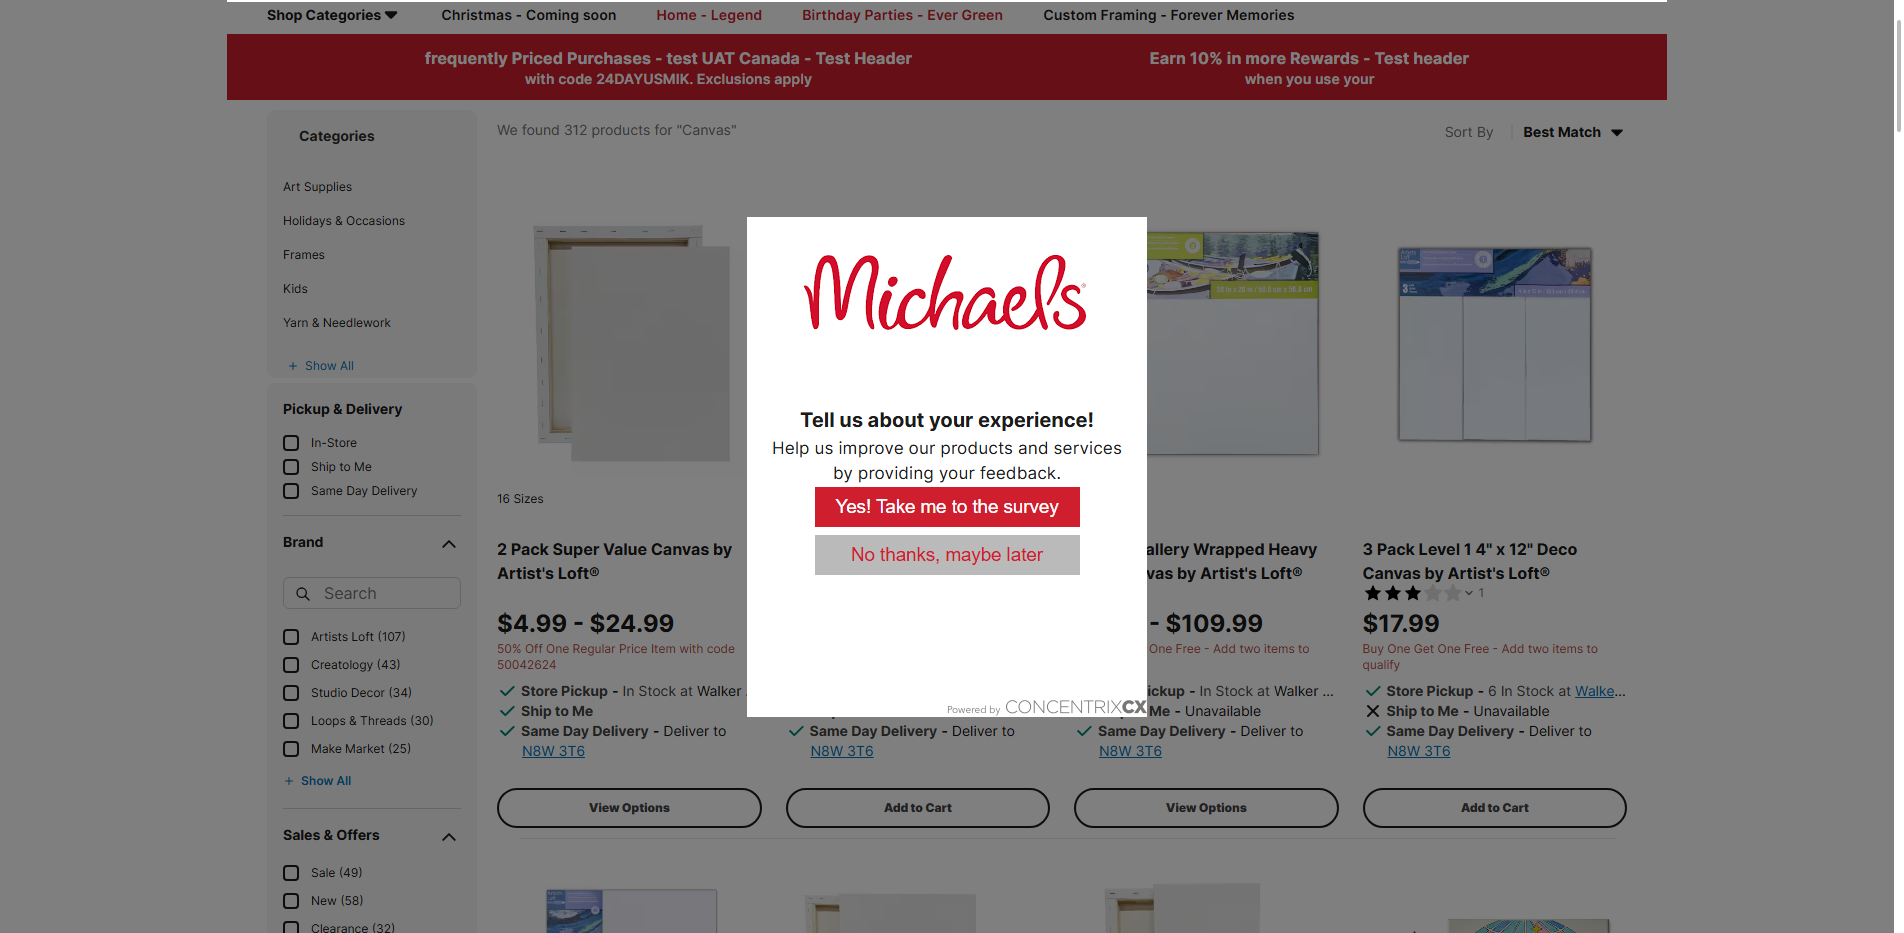 Shop Categories
Christmas - Coming soon
Home - Legend
Birthday Parties - Ever Green
Custom Framing - Forever Memories
frequently Priced Purchases - test UAT Canada - Test Header
with code 24DAYUSMIK. Exclusions apply
Earn 10% in more Rewards - Test header
when you use your
Categories
Art Supplies
Holidays & Occasions
Frames
Kids
Yarn & Needlework
+ Show All
Pickup & Delivery
In-Store
Ship to Me
Same Day Delivery
Brand
Search
Artists Loft (107)
Creatology (43)
Studio Decor (34)
Loops & Threads (30)
Make Market (25)
+ Show All
Sales & Offers
Sale (49)
New (58)
Clearance (32)
We found 312 products for "Canvas"
Sort By
Best Match
16 Sizes
2 Pack Super Value Canvas by
Artist's Loft®
$4.99 - $24.99
50% Off One Regular Price Item with code
50042624
Store Pickup - In Stock at Walker
Ship to Me
Same Day Delivery - Deliver to
N8W 3T6
View Options
Michaels
Tell us about your experience!
Help us improve our products and services
by providing your feedback.
Yes! Take me to the survey
No thanks, maybe later
Powered by CONCENTRIXCX
Same Day Delivery - Deliver to
N8W 3T6
Add to Cart
allery Wrapped Heavy
vas by Artist's Loft®
- $109.99
One Free - Add two items to
ickup - In Stock at Walker ...
Me - Unavailable
Same Day Delivery - Deliver to
N8W 3T6
View Options
3 Pack Level 1 4" x 12" Deco
Canvas by Artist's Loft®
1
$17.99
Buy One Get One Free - Add two items to
qualify
Store Pickup - 6 In Stock at Walke...
Ship to Me - Unavailable
Same Day Delivery - Deliver to
N8W 3T6
Add to Cart